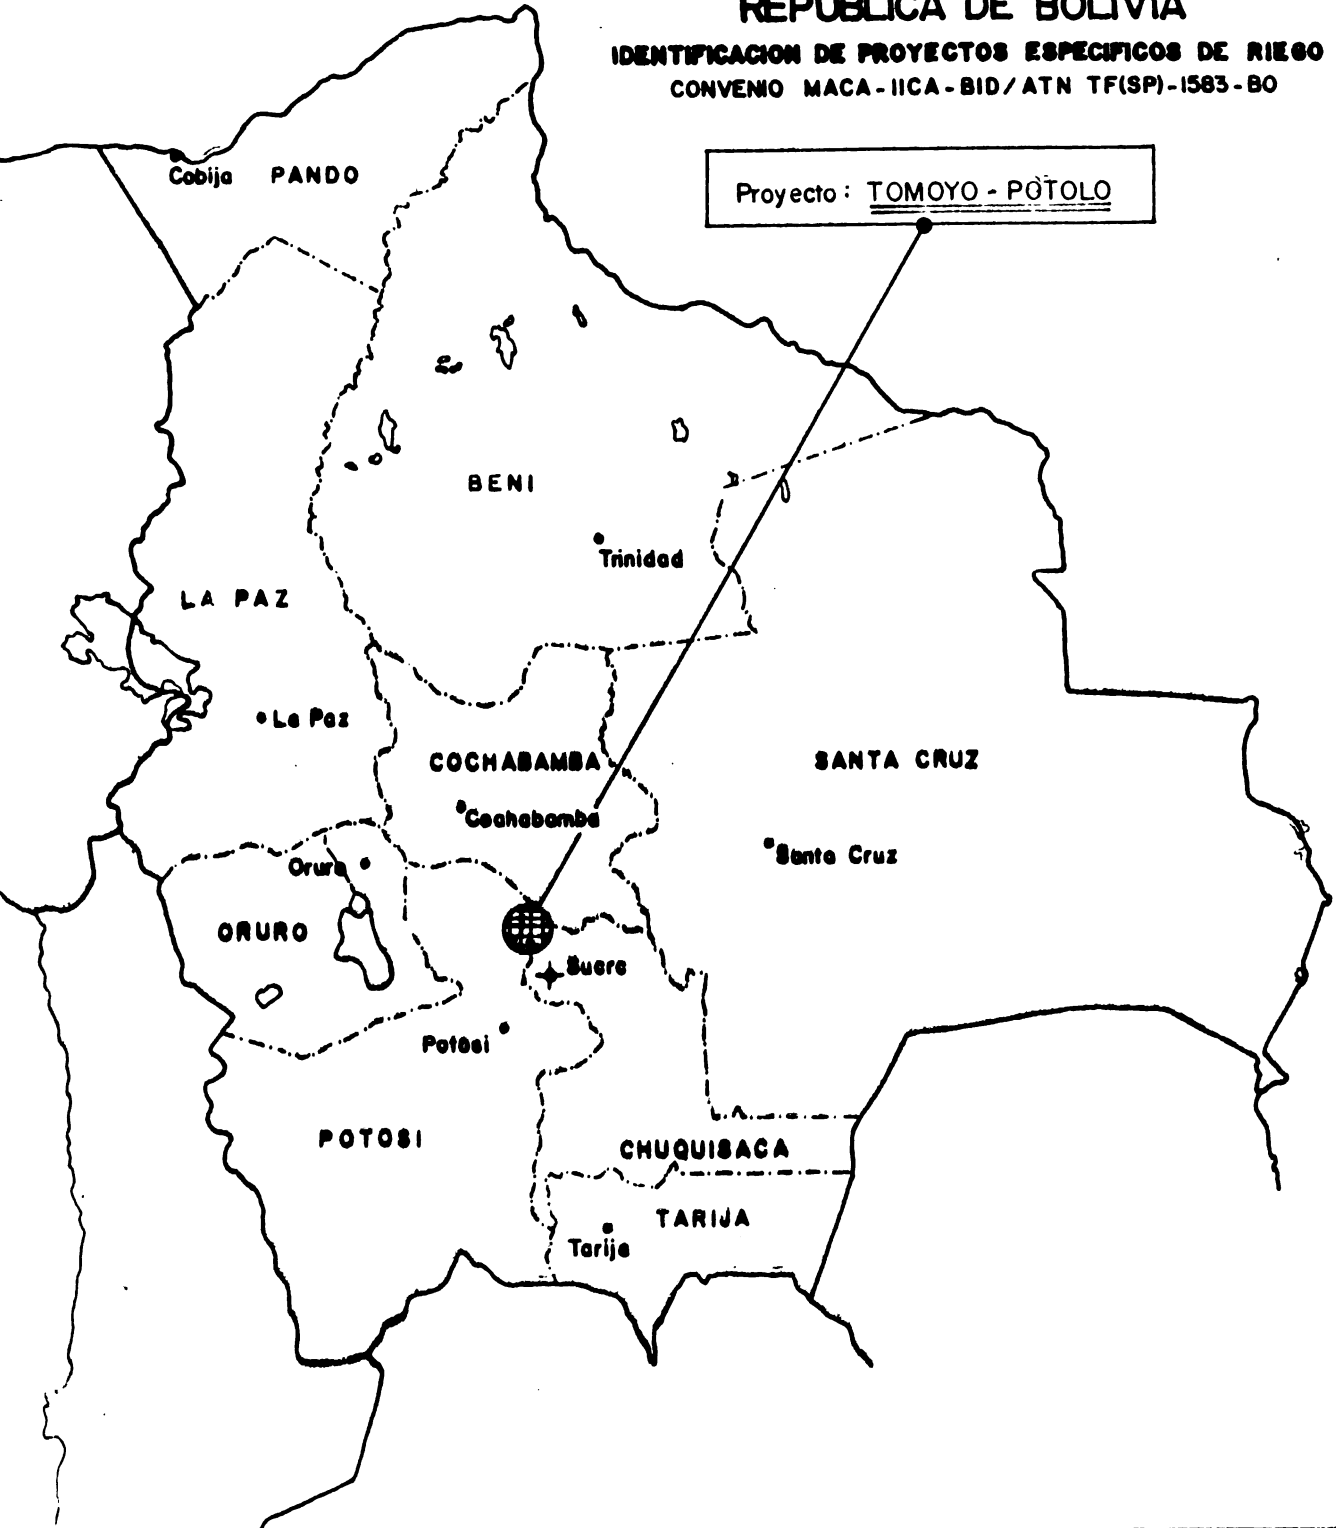 REPUBLICA DE BOLIVIA
IDENTIFICACION DE PROYECTOS ESPECIFICOS DE RIEGO
CONVENIO MACA-IICA-BID/ATN TF(SP)-1583-BO
Proyecto: TOMOYO - POTOLO
Cobija PANDO
BENI
Trinidad
LA PAZ
La Paz
COCHABAMBA
SANTA CRUZ
Cochabamba
Santa Cruz
Oruro
ORURO
Sucre
Potosi
POTOSI
CHUQUISACA
TARIJA
Tarija